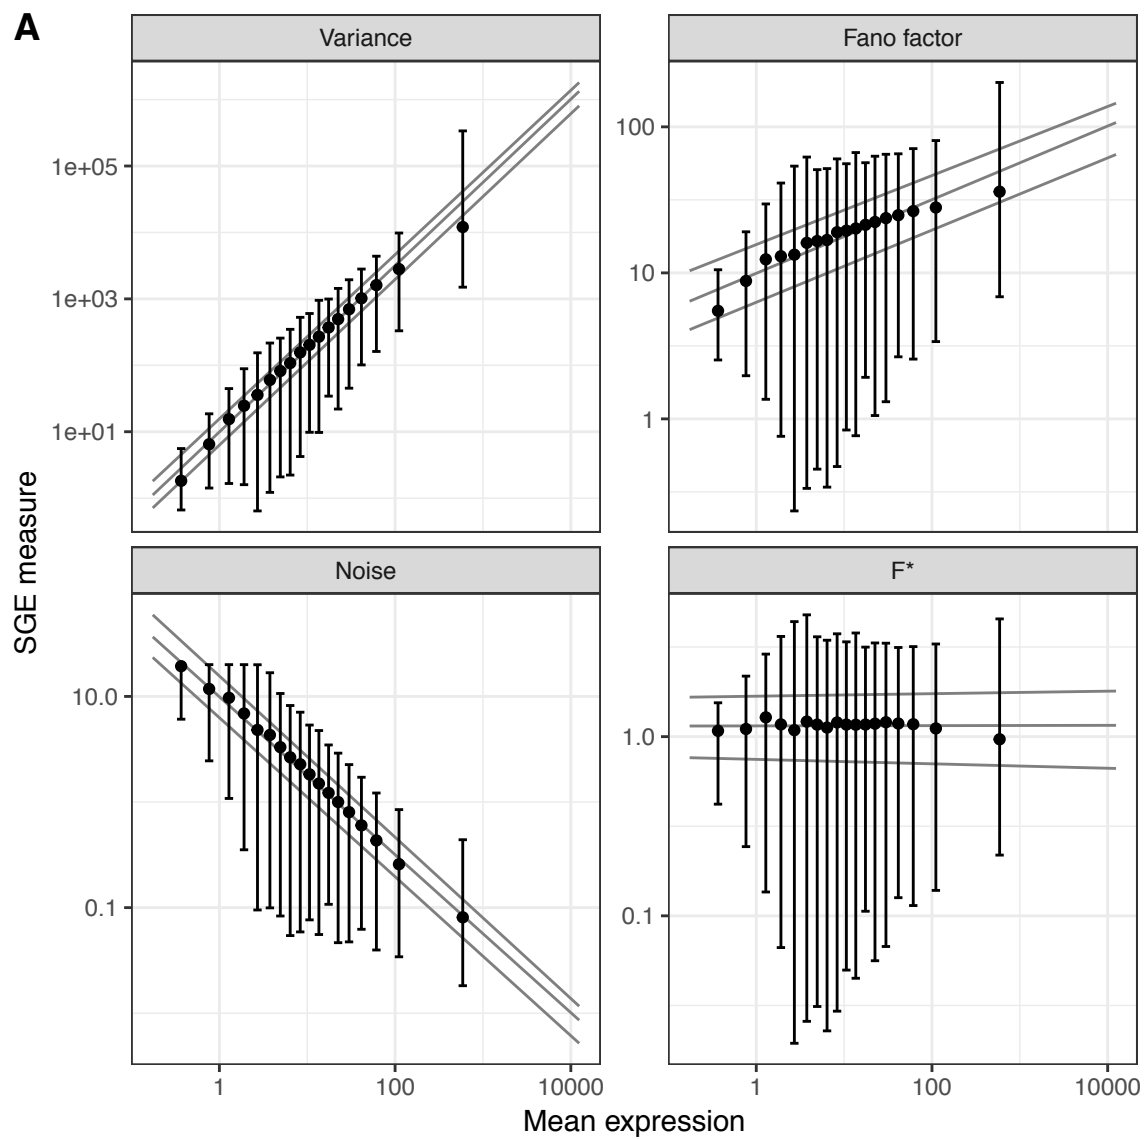 A
Variance
Fano factor
1e+05
1e+03
1e+01
100
10
1
SGE measure
Noise
F*
10.0
0.1
1.0
0.1
1
100
10000
1
100
10000
Mean expression